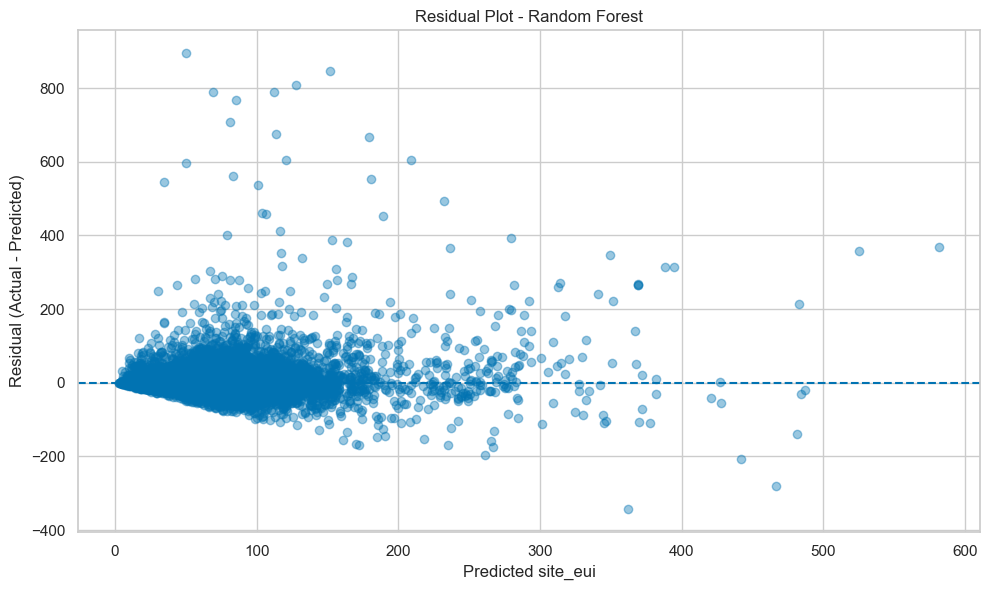 Residual Plot - Random Forest
Residual (Actual - Predicted)
800
600
400
200
0
−200
−400
0 100 200 300 400 500 600
Predicted site_eui